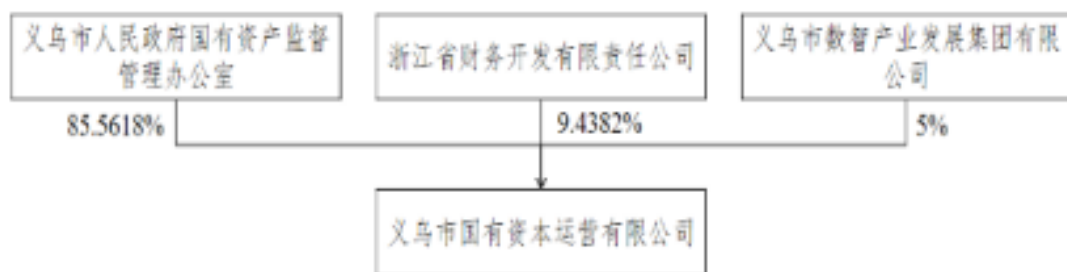 义乌市人民政府国有资产监督
管理办公室
浙江省财务开发有限责任公司
义乌市数智产业发展集团有限
公司
85.5618%
9.4382%
5%
义乌市国有资本运营有限公司